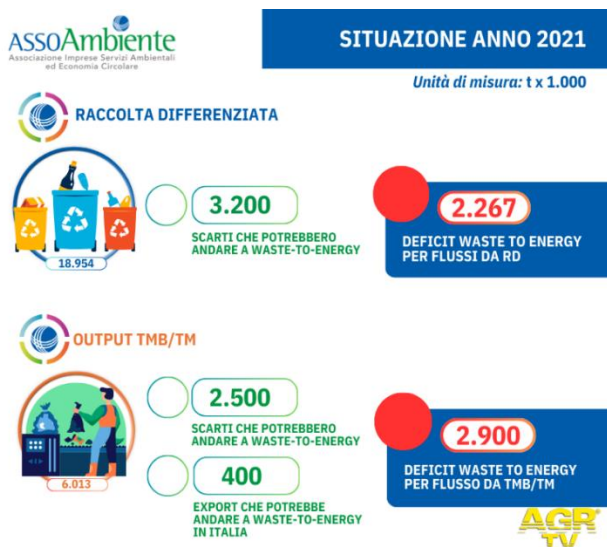 ASSOAmbiente
Associazione Imprese Servizi Ambientali
ed Economia Circolare
SITUAZIONE ANNO 2021
Unità di misura: t x 1.000
RACCOLTA DIFFERENZIATA
18.954
3.200
SCARTI CHE POTREBBERO
ANDARE A WASTE-TO-ENERGY
2.267
DEFICIT WASTE TO ENERGY
PER FLUSSI DA RD
OUTPUT TMB/TM
6.013
2.500
SCARTI CHE POTREBBERO
ANDARE A WASTE-TO-ENERGY
400
EXPORT CHE POTREBBE
ANDARE A WASTE-TO-ENERGY
IN ITALIA
2.900
DEFICIT WASTE TO ENERGY
PER FLUSSO DA TMB/TM
AGR
TV